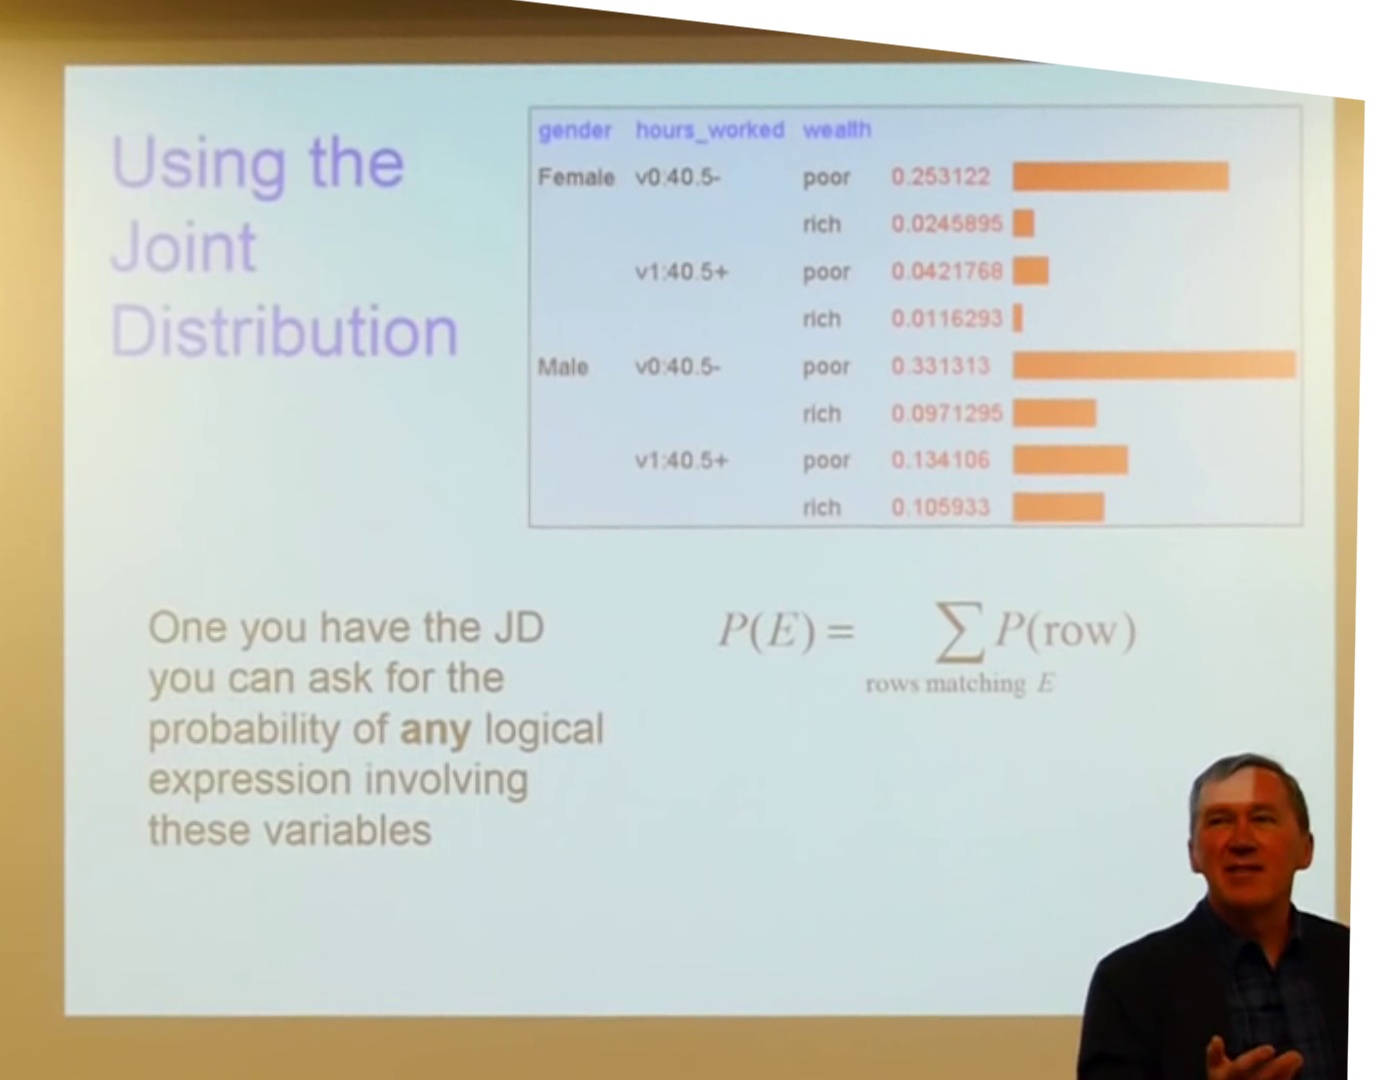 Using the
Joint
Distribution
gender hours_worked wealth
Female v0:40.5- poor 0.253122
rich 0.0245895
v1:40.5+ poor 0.0421768
rich 0.0116293
Male v0:40.5- poor 0.331313
rich 0.0971295
v1:40.5+ poor 0.134106
rich 0.105933
One you have the JD
you can ask for the
probability of any logical
expression involving
these variables
P(E) = ∑ P(row)
rows matching E